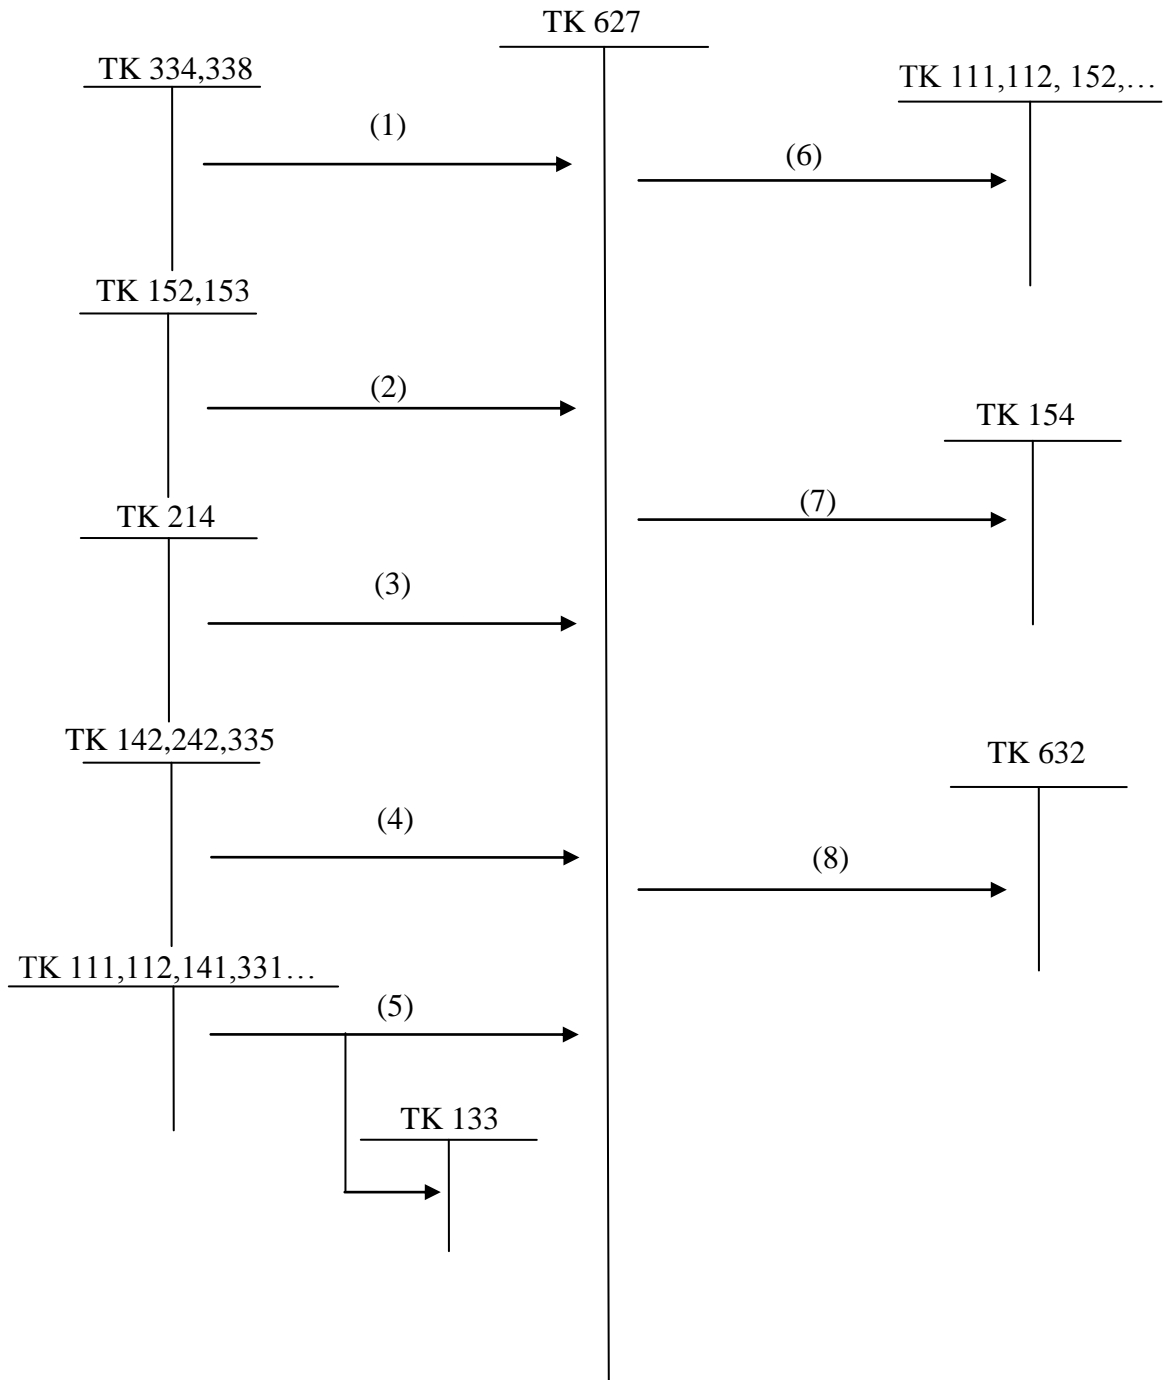 TK 627
TK 334,338
TK 111,112, 152,…
(1)
(6)
TK 152,153
(2)
TK 154
(7)
TK 214
(3)
TK 142,242,335
TK 632
(4)
(8)
TK 111,112,141,331…
(5)
TK 133